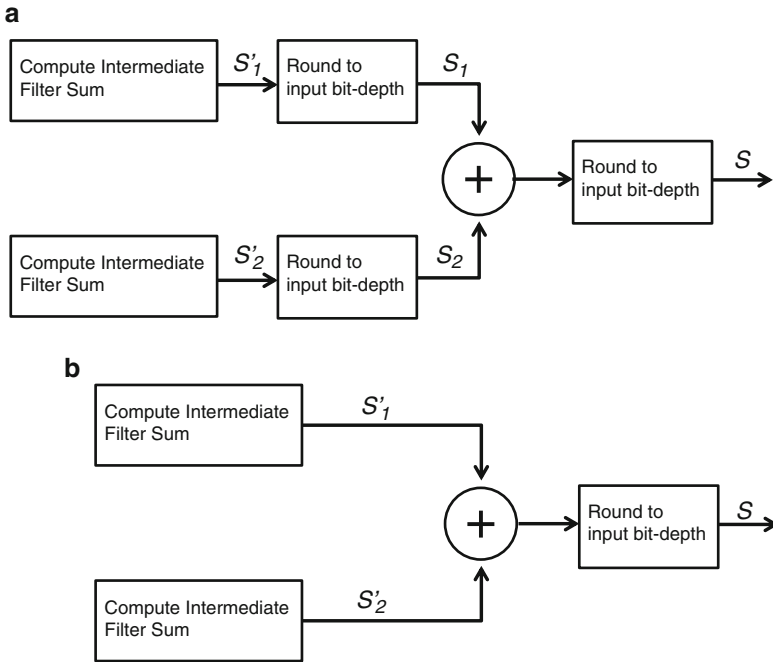 a
Compute Intermediate
Filter Sum
S'1
Round to
input bit-depth
S1
+
Round to
input bit-depth
S
Compute Intermediate
Filter Sum
S'2
Round to
input bit-depth
S2
b
Compute Intermediate
Filter Sum
S'1
+
Round to
input bit-depth
S
Compute Intermediate
Filter Sum
S'2